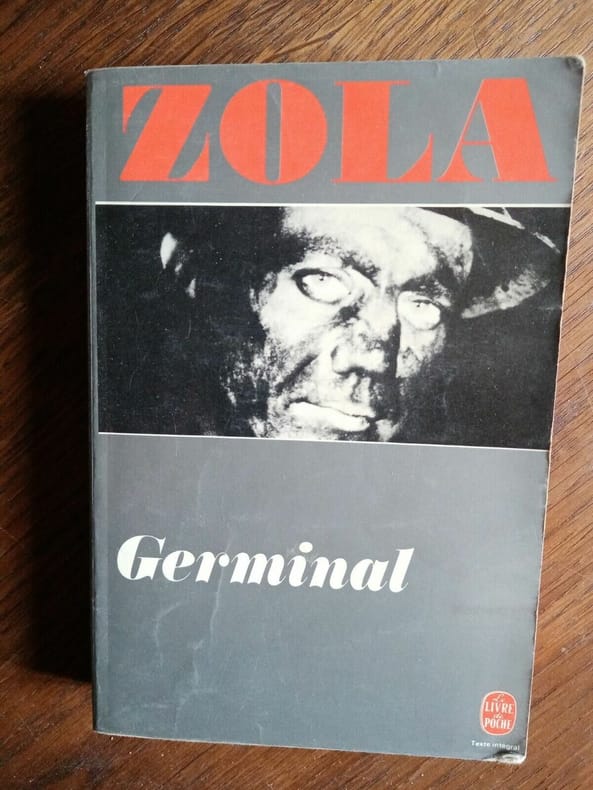 ZOLA
Germinal
Le
LIVRE
de
POCHE
Texte intégral